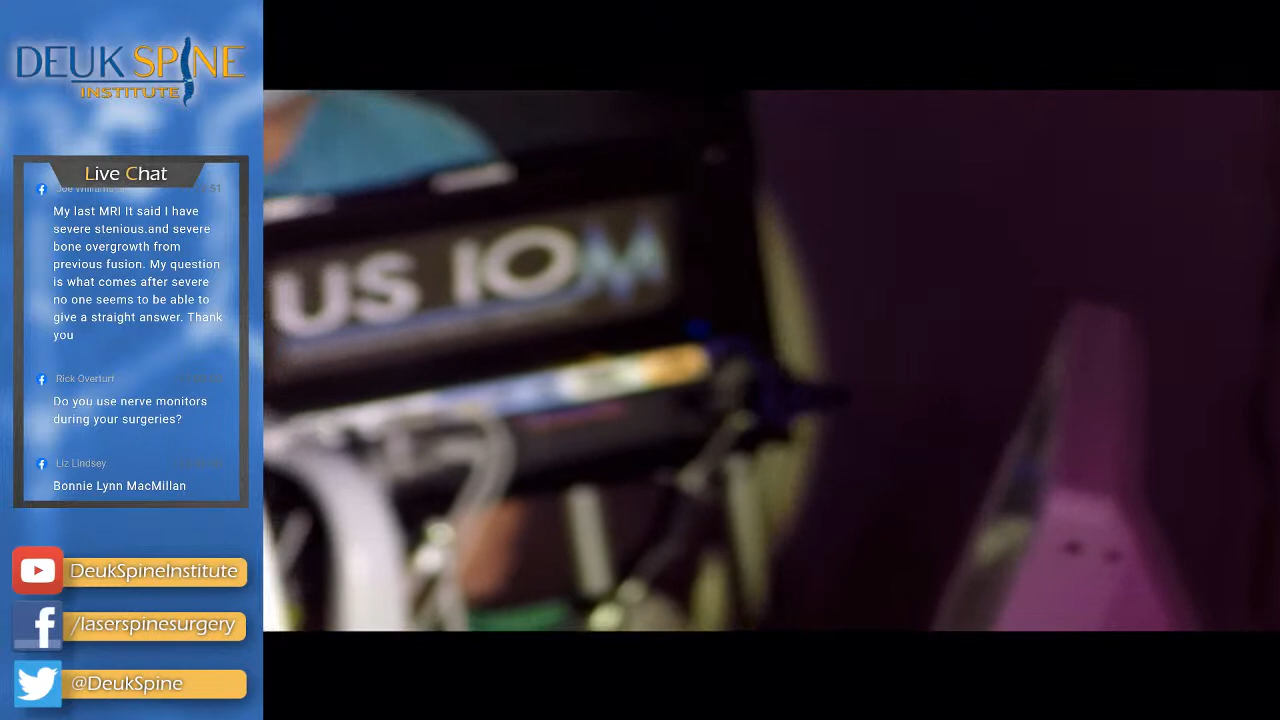 DEUK SPINE
INSTITUTE
Live Chat
My last MRI It said I have
severe stenious.and severe
bone overgrowth from
previous fusion. My question
is what comes after severe
no one seems to be able to
give a straight answer. Thank
you
Rick Overturf
Do you use nerve monitors
during your surgeries?
Liz Lindsey
Bonnie Lynn MacMillan
DeukSpineInstitute
/laserspinesurgery
@DeukSpine
US IOM